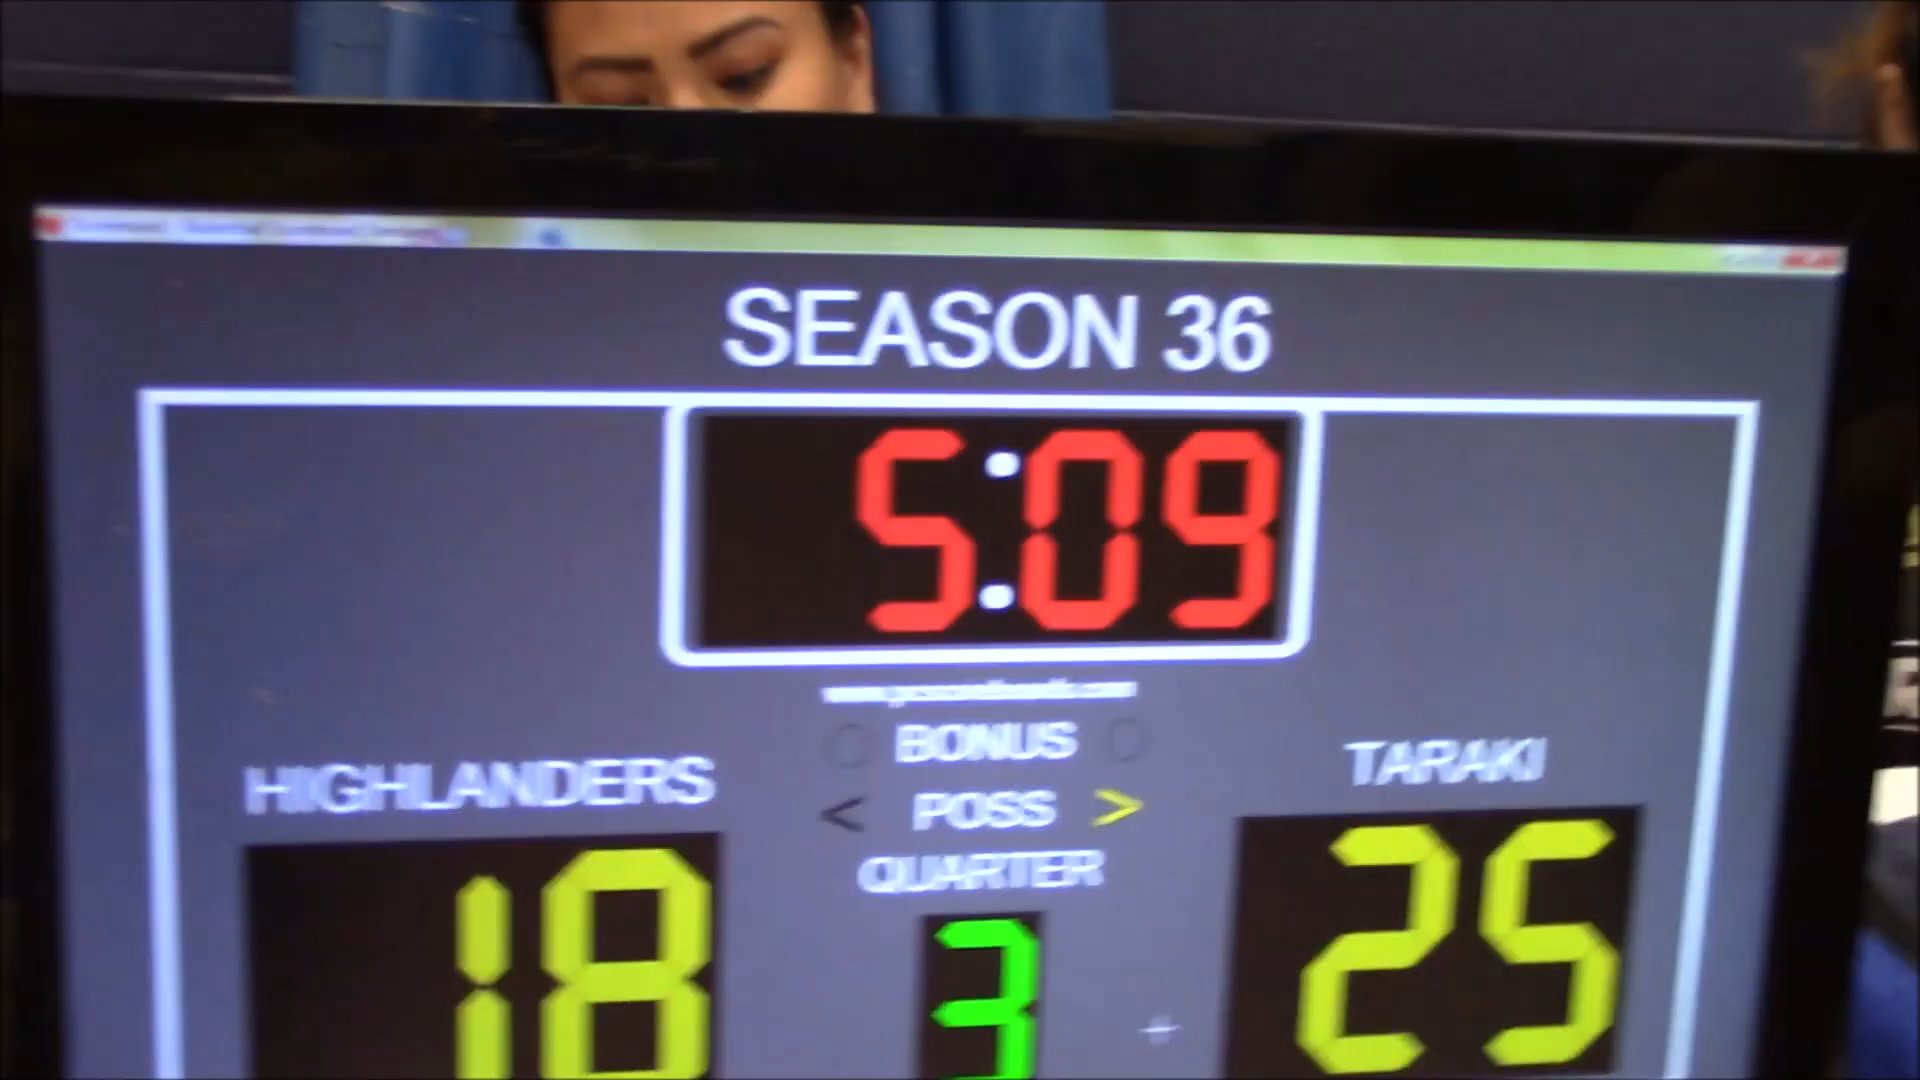 SEASON 36
5:09
BONUS
HIGHLANDERS
< POSS >
TARAKI
QUARTER
18
3
25